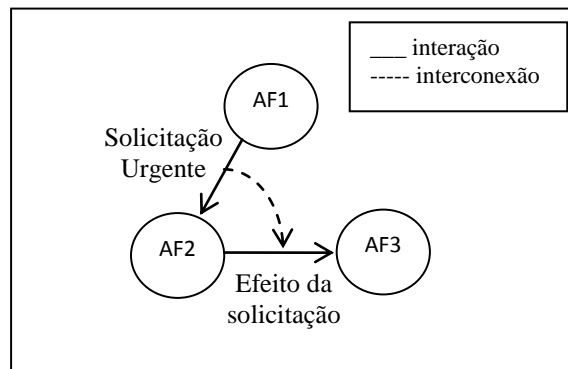 ___ interação
----- interconexão
AF1
Solicitação
Urgente
AF2
AF3
Efeito da
solicitação